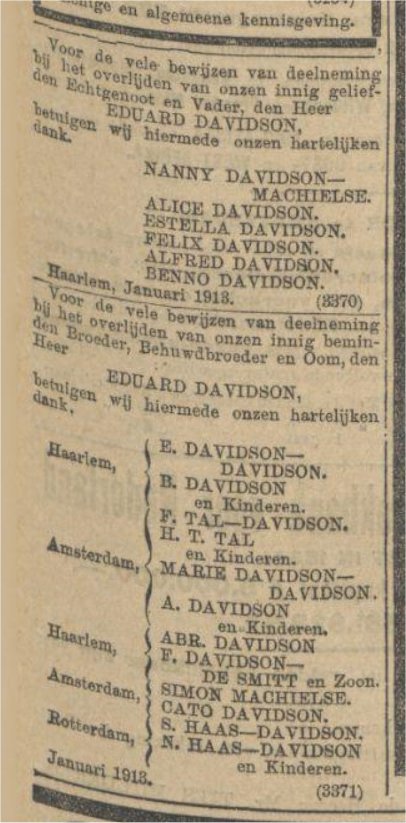 nige en algemeene kennisgeving.
Voor de vele bewijzen van deelneming
bij het overlijden van onzen innig gelief-
den Echtgenoot en Vader, den Heer
EDUARD DAVIDSON,
betuigen wij hiermede onzen hartelijken
dank.
NANNY DAVIDSON—
MACHIELSE.
ALICE DAVIDSON.
ESTELLA DAVIDSON.
FELIX DAVIDSON.
ALFRED DAVIDSON.
BENNO DAVIDSON.
Haarlem, Januari 1913. (3370)
Voor de vele bewijzen van deelneming
bij het overlijden van onzen innig bemin-
den Broeder, Behuwdbroeder en Oom, den
Heer
EDUARD DAVIDSON,
betuigen wij hiermede onzen hartelijken
dank.
Haarlem, E. DAVIDSON—
DAVIDSON.
B. DAVIDSON
en Kinderen.
F. TAL—DAVIDSON.
H. T. TAL
en Kinderen.
Amsterdam, MARIE DAVIDSON—
DAVIDSON.
A. DAVIDSON
en Kinderen.
Haarlem, ABR. DAVIDSON
F. DAVIDSON—
DE SMITT en Zoon.
Amsterdam, SIMON MACHIELSE.
CATO DAVIDSON.
Rotterdam, S. HAAS—DAVIDSON.
N. HAAS—DAVIDSON
en Kinderen.
Januari 1913.
(3371)